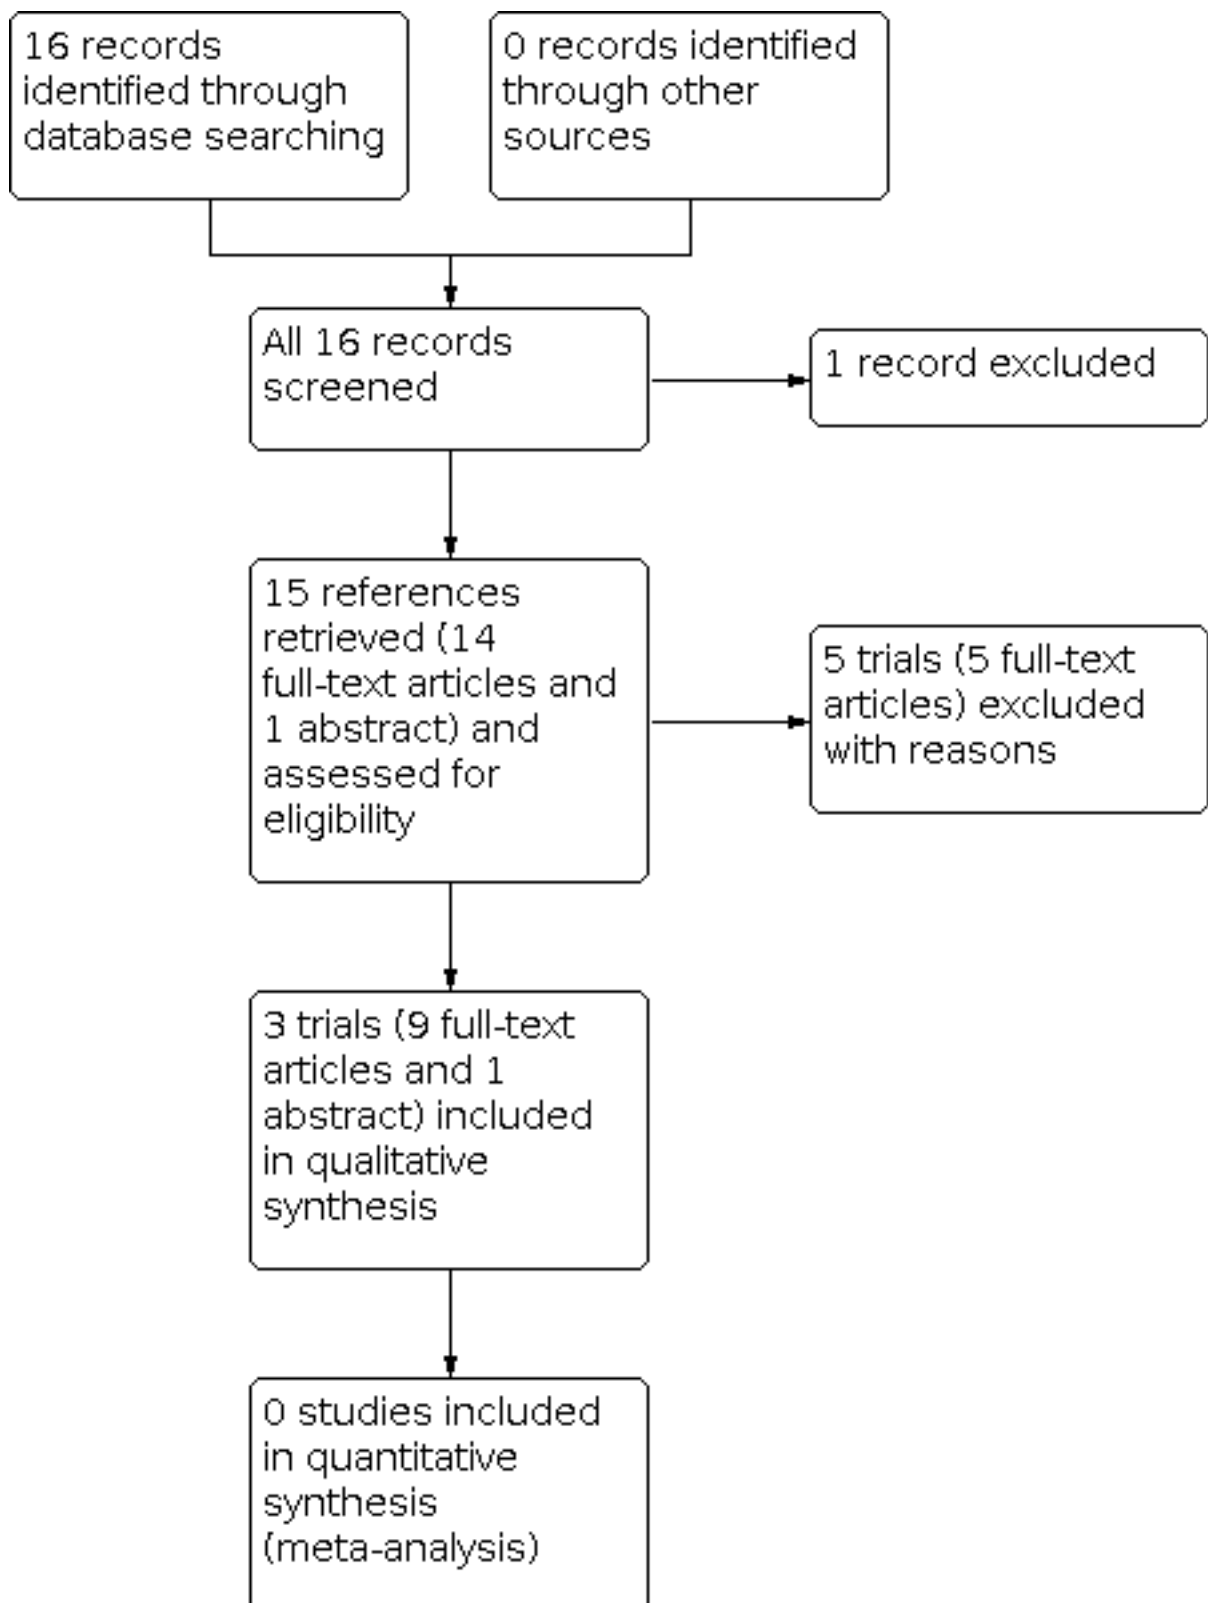 16 records
identified through
database searching
0 records identified
through other
sources
All 16 records
screened
1 record excluded
15 references
retrieved (14
full-text articles and
1 abstract) and
assessed for
eligibility
5 trials (5 full-text
articles) excluded
with reasons
3 trials (9 full-text
articles and 1
abstract) included
in qualitative
synthesis
0 studies included
in quantitative
synthesis
(meta-analysis)